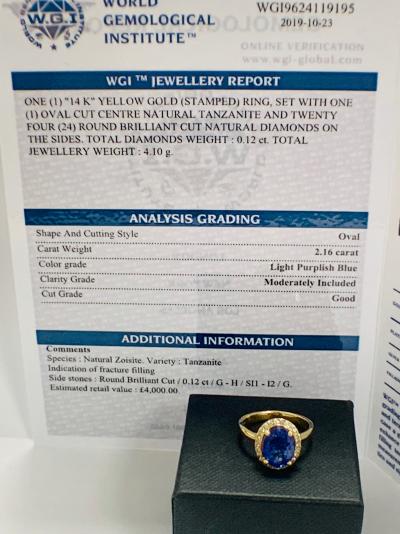 WORLD
GEMOLOGICAL
INSTITUTE™
W.G.I
WGI9624119195
2019-10-23
ONLINE VERIFICATION
www.wgi-global.com
WGI ™ JEWELLERY REPORT
ONE (1) "14 K" YELLOW GOLD (STAMPED) RING, SET WITH ONE
(1) OVAL CUT CENTRE NATURAL TANZANITE AND TWENTY
FOUR (24) ROUND BRILLIANT CUT NATURAL DIAMONDS ON
THE SIDES. TOTAL DIAMONDS WEIGHT : 0.12 ct. TOTAL
JEWELLERY WEIGHT : 4.10 g.
ANALYSIS GRADING
Shape And Cutting Style Oval
Carat Weight 2.16 carat
Color grade Light Purplish Blue
Clarity Grade Moderately Included
Cut Grade Good
ADDITIONAL INFORMATION
Comments
Species : Natural Zoisite. Variety : Tanzanite
Indication of fracture filling
Side stones : Round Brilliant Cut / 0.12 ct / G - H / SI1 - I2 / G.
Estimated retail value : £4,000.00